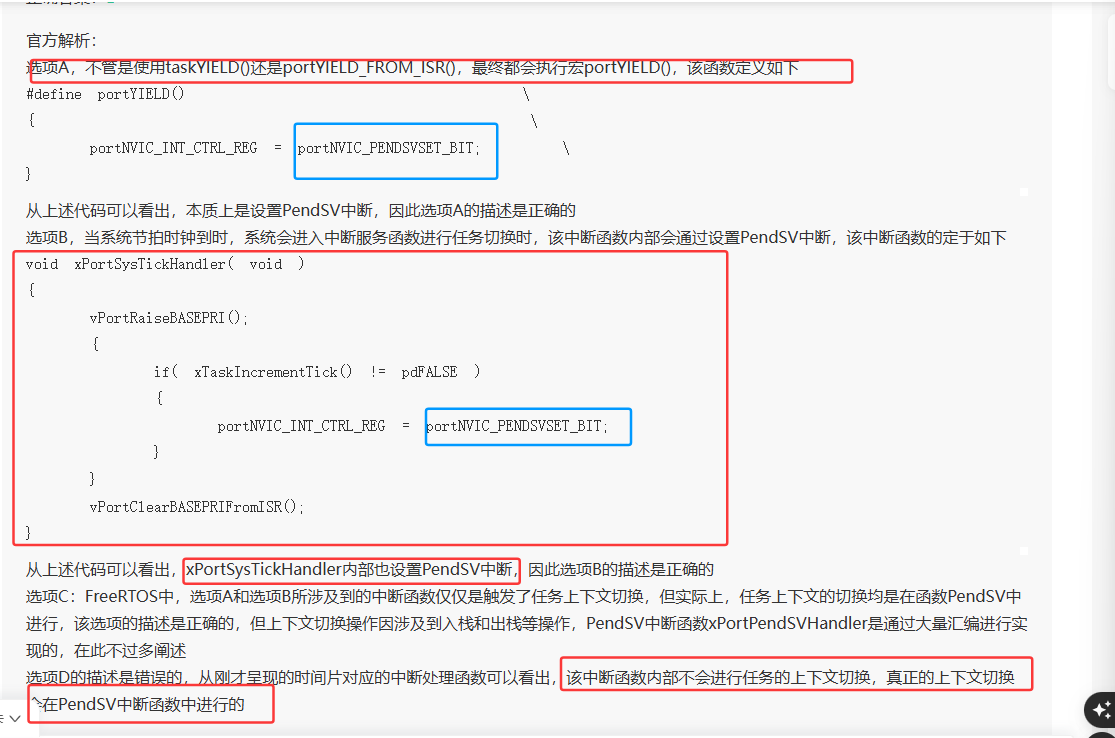 官方解析：
选项A，不管是使用taskYIELD()还是portYIELD_FROM_ISR()，最终都会执行宏portYIELD()，该函数定义如下
#define portYIELD() \
{ \
portNVIC_INT_CTRL_REG = portNVIC_PENDSVSET_BIT; \
}
从上述代码可以看出，本质上是设置PendSV中断，因此选项A的描述是正确的
选项B，当系统节拍时钟到时，系统会进入中断服务函数进行任务切换时，该中断函数内部会通过设置PendSV中断，该中断函数的定于如下
void xPortSysTickHandler( void )
{
vPortRaiseBASEPRI();
{
if( xTaskIncrementTick() != pdFALSE )
{
portNVIC_INT_CTRL_REG = portNVIC_PENDSVSET_BIT;
}
}
vPortClearBASEPRIFromISR();
}
从上述代码可以看出，xPortSysTickHandler内部也设置PendSV中断，因此选项B的描述是正确的
选项C：FreeRTOS中，选项A和选项B所涉及到的中断函数仅仅是触发了任务上下文切换，但实际上，任务上下文的切换均是在函数PendSV中
进行，该选项的描述是正确的，但上下文切换操作因涉及到入栈和出栈等操作，PendSV中断函数xPortPendSVHandler是通过大量汇编进行实
现的，在此不过多阐述
选项D的描述是错误的，从刚才呈现的时间片对应的中断处理函数可以看出，该中断函数内部不会进行任务的上下文切换，真正的上下文切换
在PendSV中断函数中进行的